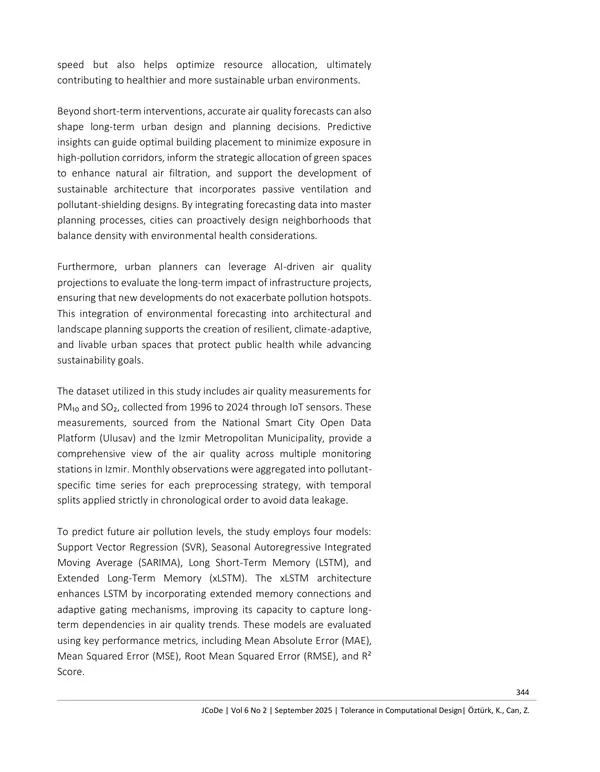 speed but also helps optimize resource allocation, ultimately
contributing to healthier and more sustainable urban environments.
Beyond short-term interventions, accurate air quality forecasts can also
shape long-term urban design and planning decisions. Predictive
insights can guide optimal building placement to minimize exposure in
high-pollution corridors, inform the strategic allocation of green spaces
to enhance natural air filtration, and support the development of
sustainable architecture that incorporates passive ventilation and
pollutant-shielding designs. By integrating forecasting data into master
planning processes, cities can proactively design neighborhoods that
balance density with environmental health considerations.
Furthermore, urban planners can leverage AI-driven air quality
projections to evaluate the long-term impact of infrastructure projects,
ensuring that new developments do not exacerbate pollution hotspots.
This integration of environmental forecasting into architectural and
landscape planning supports the creation of resilient, climate-adaptive,
and livable urban spaces that protect public health while advancing
sustainability goals.
The dataset utilized in this study includes air quality measurements for
PM₁₀ and SO₂, collected from 1996 to 2024 through IoT sensors. These
measurements, sourced from the National Smart City Open Data
Platform (Ulusav) and the Izmir Metropolitan Municipality, provide a
comprehensive view of the air quality across multiple monitoring
stations in Izmir. Monthly observations were aggregated into pollutant-
specific time series for each preprocessing strategy, with temporal
splits applied strictly in chronological order to avoid data leakage.
To predict future air pollution levels, the study employs four models:
Support Vector Regression (SVR), Seasonal Autoregressive Integrated
Moving Average (SARIMA), Long Short-Term Memory (LSTM), and
Extended Long-Term Memory (xLSTM). The xLSTM architecture
enhances LSTM by incorporating extended memory connections and
adaptive gating mechanisms, improving its capacity to capture long-
term dependencies in air quality trends. These models are evaluated
using key performance metrics, including Mean Absolute Error (MAE),
Mean Squared Error (MSE), Root Mean Squared Error (RMSE), and R²
Score.
344
JCoDe | Vol 6 No 2 | September 2025 | Tolerance in Computational Design| Öztürk, K., Can, Z.